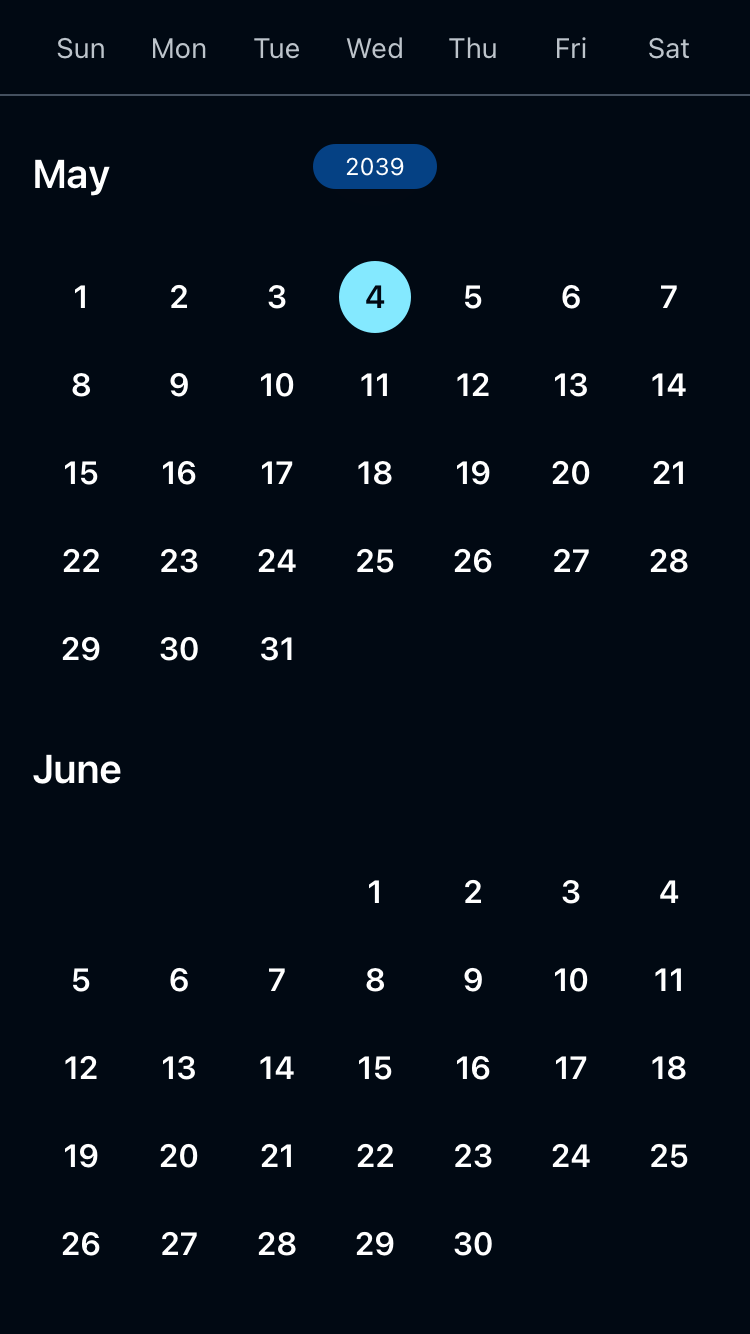 Sun Mon Tue Wed Thu Fri Sat
May 2039
1 2 3 4 5 6 7
8 9 10 11 12 13 14
15 16 17 18 19 20 21
22 23 24 25 26 27 28
29 30 31
June
1 2 3 4
5 6 7 8 9 10 11
12 13 14 15 16 17 18
19 20 21 22 23 24 25
26 27 28 29 30